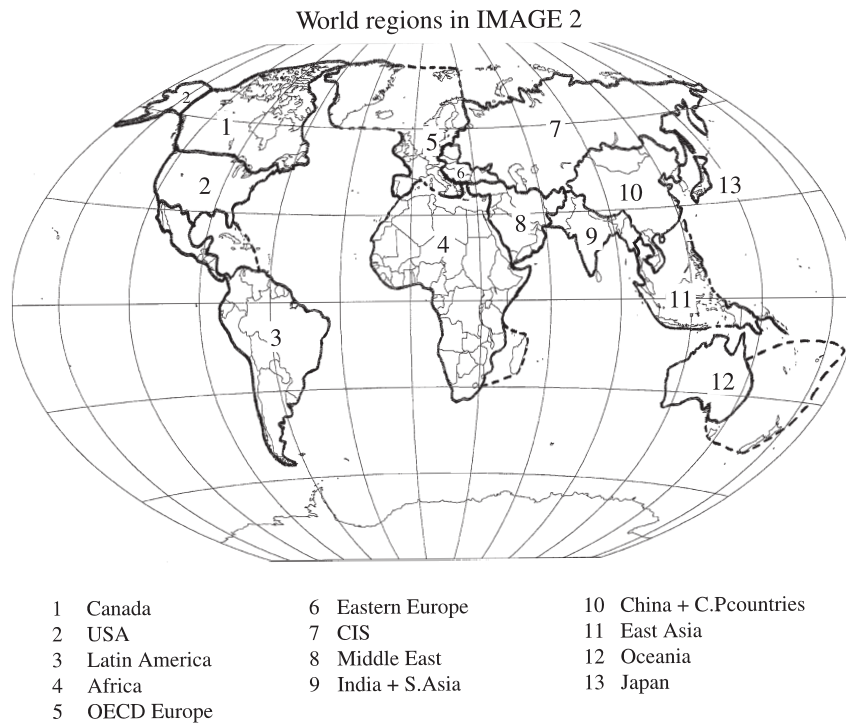 World regions in IMAGE 2
2
1
2
3
4
5
6
7
8
9
10
11
12
13
1 Canada
2 USA
3 Latin America
4 Africa
5 OECD Europe
6 Eastern Europe
7 CIS
8 Middle East
9 India + S.Asia
10 China + C.Pcountries
11 East Asia
12 Oceania
13 Japan